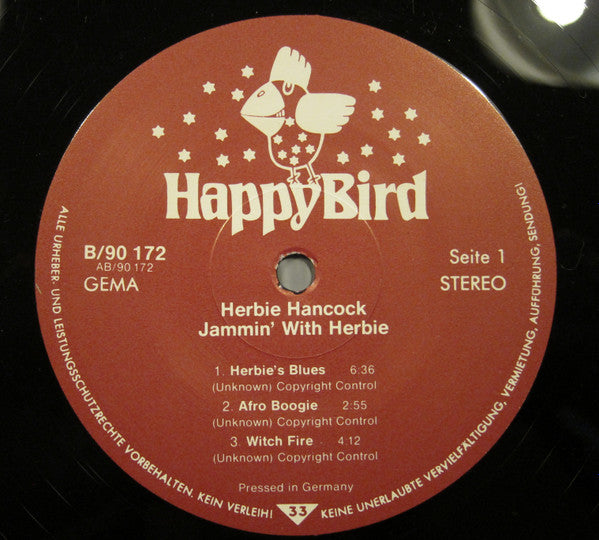 HappyBird
B/90 172
AB/90 172
GEMA
Seite 1
STEREO
Herbie Hancock
Jammin' With Herbie
1. Herbie's Blues 6:36
(Unknown) Copyright Control
2. Afro Boogie 2:55
(Unknown) Copyright Control
3. Witch Fire 4:12
(Unknown) Copyright Control
Pressed in Germany
ALLE URHEBER- UND LEISTUNGSSCHUTZRECHTE VORBEHALTEN. KEIN VERLEIH! 33 KEINE UNERLAUBTE VERVIELFÄLTIGUNG, VERMIETUNG, AUFFÜHRUNG, SENDUNG!